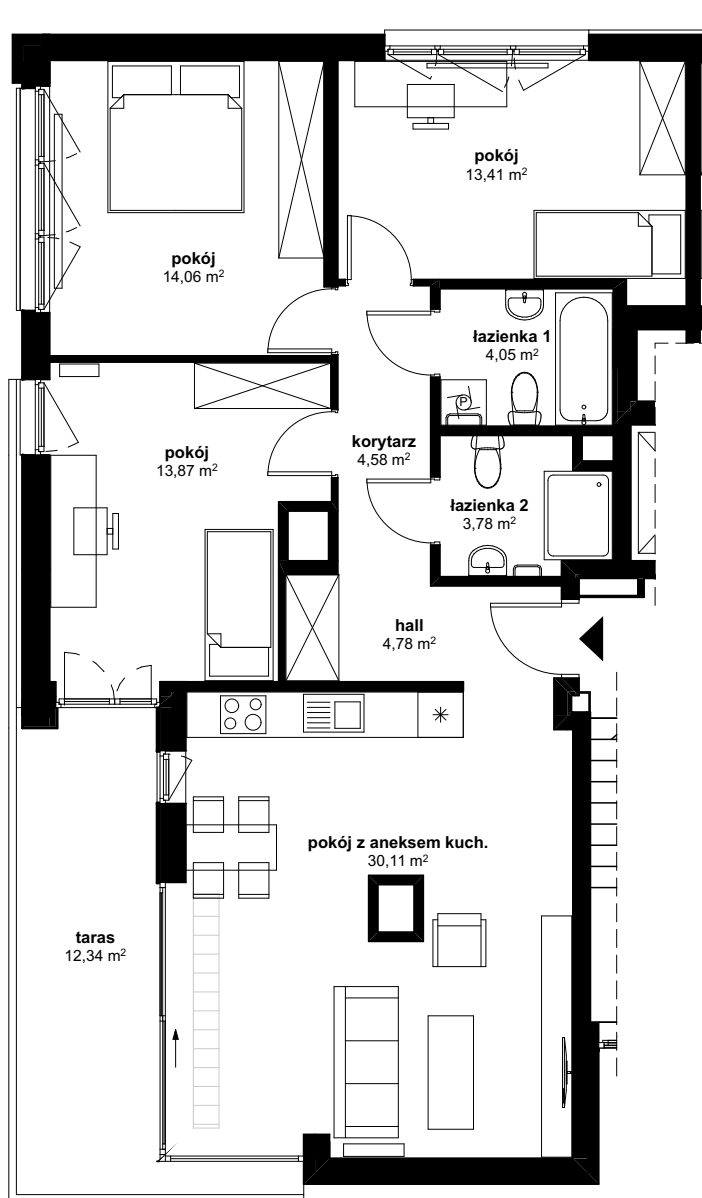 pokój
13,41 m²
pokój
14,06 m²
łazienka 1
4,05 m²
P
pokój
13,87 m²
korytarz
4,58 m²
łazienka 2
3,78 m²
hall
4,78 m²
pokój z aneksem kuch.
30,11 m²
taras
12,34 m²